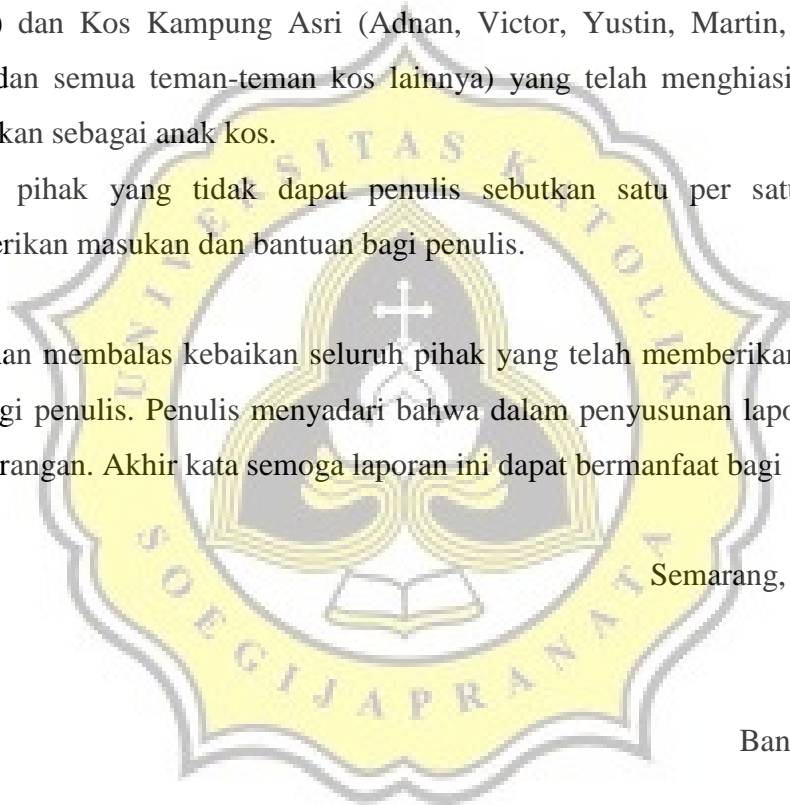 ) dan Kos Kampung Asri (Adnan, Victor, Yustin, Martin,
dan semua teman-teman kos lainnya) yang telah menghiasi
kan sebagai anak kos.
pihak yang tidak dapat penulis sebutkan satu per satu
erikan masukan dan bantuan bagi penulis.
an membalas kebaikan seluruh pihak yang telah memberikan
gi penulis. Penulis menyadari bahwa dalam penyusunan lapo
rangan. Akhir kata semoga laporan ini dapat bermanfaat bagi
Semarang,
Ban
UNIVERSITAS KATOLIK
SOEGIJAPRANATA